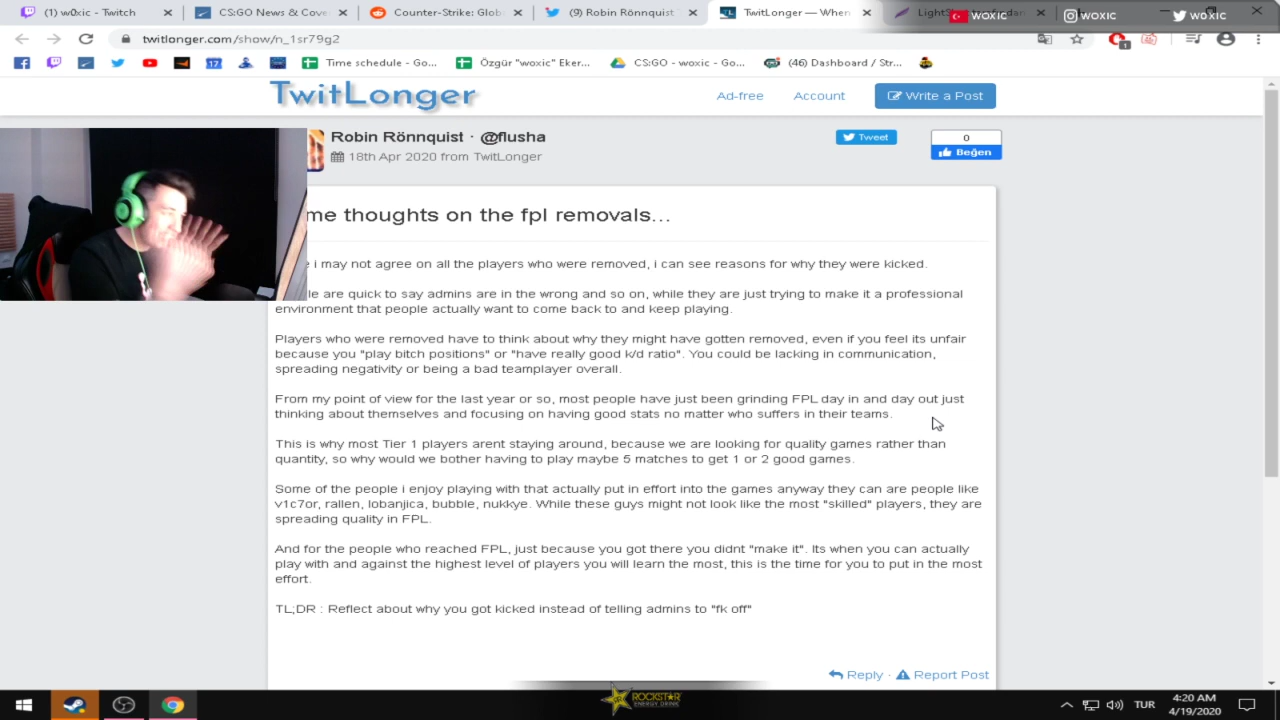 (1) w0xic - Twitch
CS:GO News & Cove
Counter-Strike: Glob
(9) Robin Rönnquist
TwitLonger — When
LightS
woxic
woxic
woxic
twitlonger.com/show/n_1sr79g2
1
17
Time schedule - Go...
Özgür "woxic" Eker...
CS:GO - woxic - Go...
(46) Dashboard / Str...
TwitLonger
Ad-free
Account
Write a Post
Robin Rönnquist · @flusha
18th Apr 2020 from TwitLonger
Tweet
0
Beğen
me thoughts on the fpl removals...
i may not agree on all the players who were removed, i can see reasons for why they were kicked.
le are quick to say admins are in the wrong and so on, while they are just trying to make it a professional
environment that people actually want to come back to and keep playing.
Players who were removed have to think about why they might have gotten removed, even if you feel its unfair
because you "play bitch positions" or "have really good k/d ratio". You could be lacking in communication,
spreading negativity or being a bad teamplayer overall.
From my point of view for the last year or so, most people have just been grinding FPL day in and day out just
thinking about themselves and focusing on having good stats no matter who suffers in their teams.
This is why most Tier 1 players arent staying around, because we are looking for quality games rather than
quantity, so why would we bother having to play maybe 5 matches to get 1 or 2 good games.
Some of the people i enjoy playing with that actually put in effort into the games anyway they can are people like
v1c7or, rallen, lobanjica, bubble, nukkye. While these guys might not look like the most "skilled" players, they are
spreading quality in FPL.
And for the people who reached FPL, just because you got there you didnt "make it". Its when you can actually
play with and against the highest level of players you will learn the most, this is the time for you to put in the most
effort.
TL;DR : Reflect about why you got kicked instead of telling admins to "fk off"
Reply · Report Post
ROCKSTAR
ENERGY DRINK
TUR
4:20 AM
4/19/2020